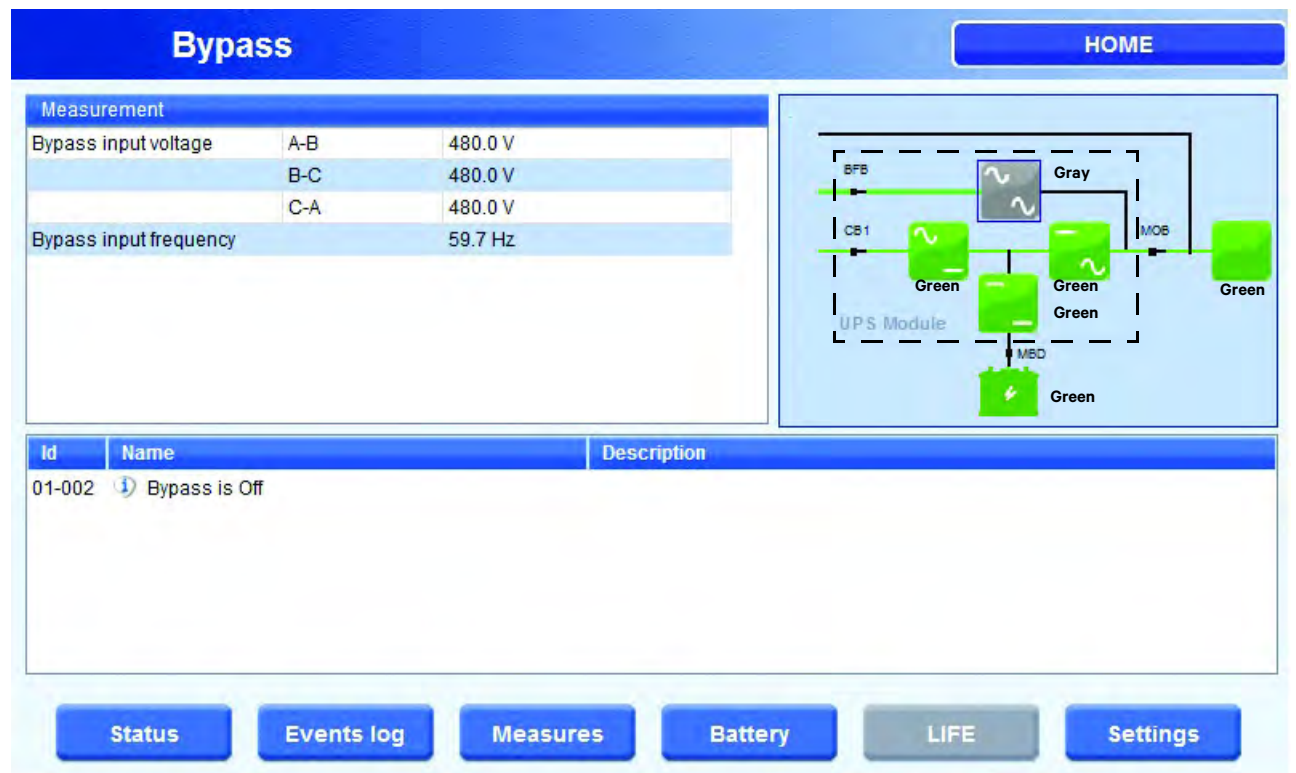 Bypass
HOME
Measurement
Bypass input voltage A-B 480.0 V
B-C 480.0 V
C-A 480.0 V
Bypass input frequency 59.7 Hz
BFB
Gray
CB1
MOB
Green
Green
Green
Green
UPS Module
MBD
Green
Id Name Description
01-002 Bypass is Off
Status Events log Measures Battery LIFE Settings